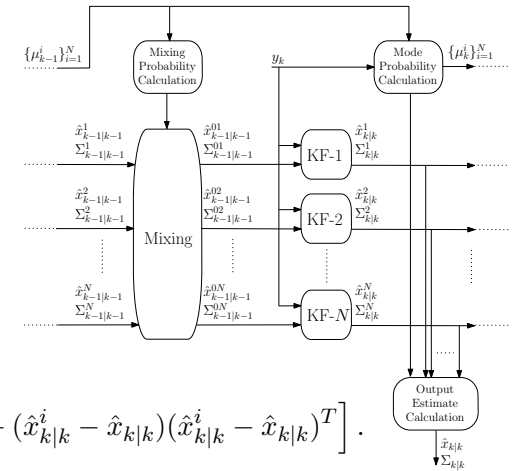 {μ^i_{k-1}}^N_{i=1}
Mixing
Probability
Calculation
y_k
Mode
Probability
Calculation
{μ^i_k}^N_{i=1}
x̂^1_{k-1|k-1}
Σ^1_{k-1|k-1}
x̂^{01}_{k-1|k-1}
Σ^{01}_{k-1|k-1}
KF-1
x̂^1_{k|k}
Σ^1_{k|k}
x̂^2_{k-1|k-1}
Σ^2_{k-1|k-1}
Mixing
x̂^{02}_{k-1|k-1}
Σ^{02}_{k-1|k-1}
KF-2
x̂^2_{k|k}
Σ^2_{k|k}
x̂^N_{k-1|k-1}
Σ^N_{k-1|k-1}
x̂^{0N}_{k-1|k-1}
Σ^{0N}_{k-1|k-1}
KF-N
x̂^N_{k|k}
Σ^N_{k|k}
Output
Estimate
Calculation
x̂_{k|k}
Σ_{k|k}
(x̂^i_{k|k} - x̂_{k|k})(x̂^i_{k|k} - x̂_{k|k})^T].